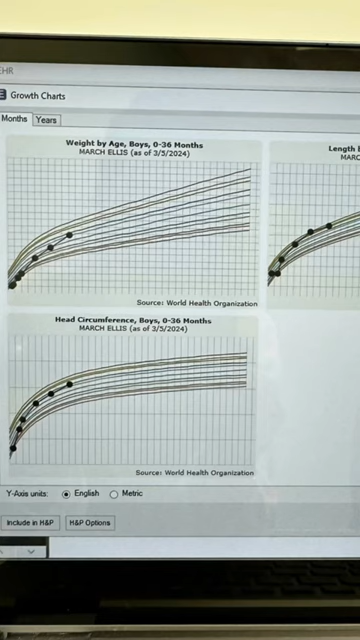 EHR
Growth Charts
Months Years
Weight by Age, Boys, 0-36 Months
MARCH ELLIS (as of 3/5/2024)
Source: World Health Organization
Length
MARC
Head Circumference, Boys, 0-36 Months
MARCH ELLIS (as of 3/5/2024)
Source: World Health Organization
Y-Axis units: English Metric
Include in H&P H&P Options